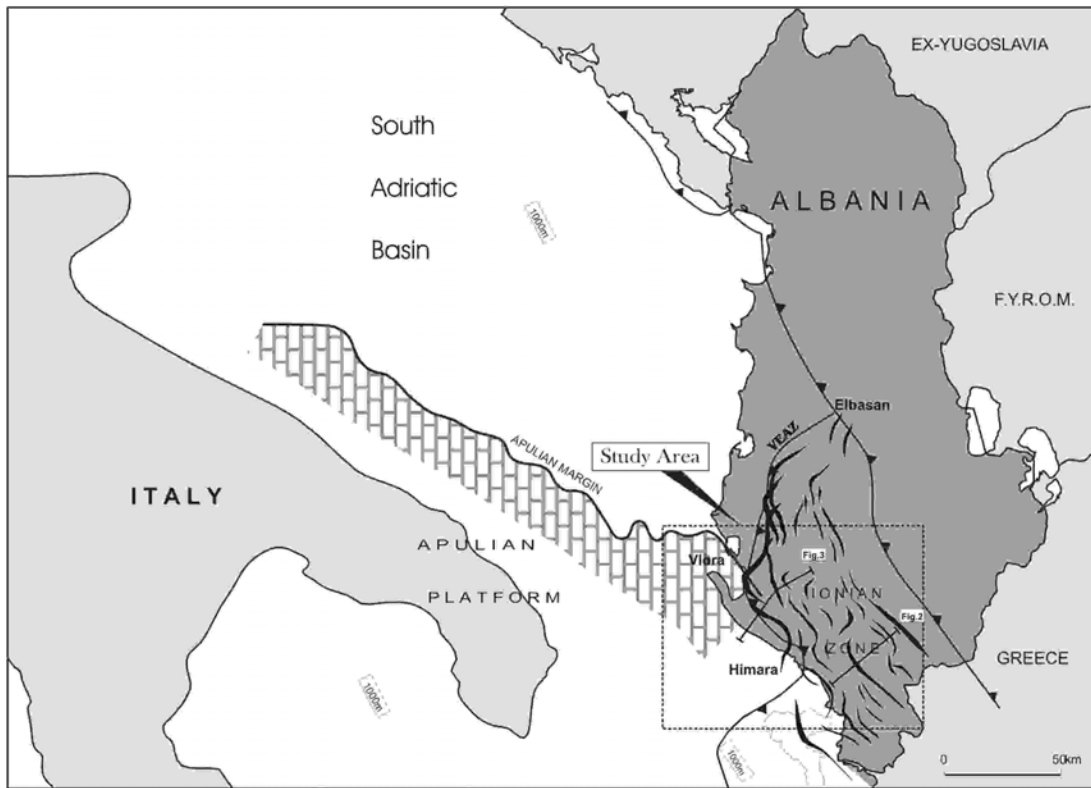 EX-YUGOSLAVIA
South
Adriatic
Basin
1000m
ALBANIA
F.Y.R.O.M.
Elbasan
VEAZ
Study Area
APULIAN MARGIN
ITALY
APULIAN
PLATFORM
Vlora
Fig.3
IONIAN
Fig.2
ZONE
GREECE
Himara
1000m
1000m
0 50km